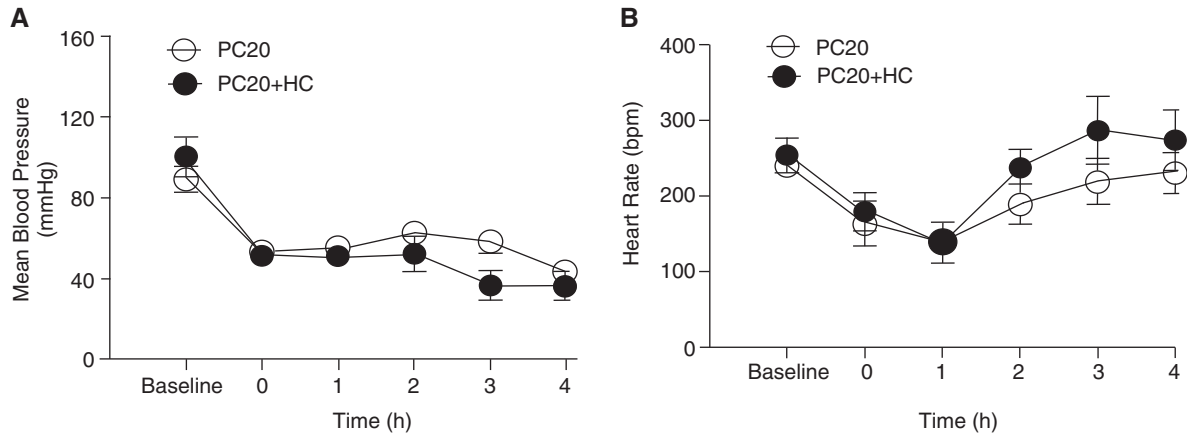 A
160
120
80
40
0
Mean Blood Pressure
(mmHg)
PC20
PC20+HC
Baseline 0 1 2 3 4
Time (h)
B
400
300
200
100
0
Heart Rate (bpm)
PC20
PC20+HC
Baseline 0 1 2 3 4
Time (h)